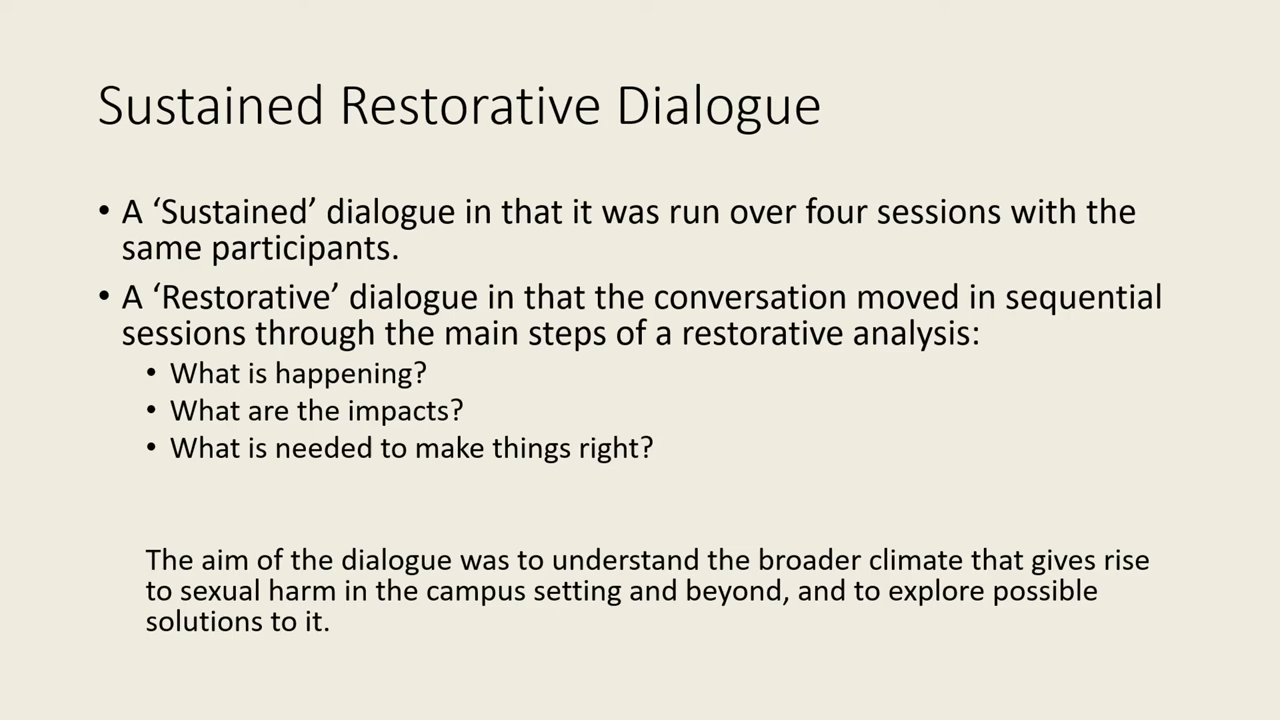 Sustained Restorative Dialogue
• A ‘Sustained’ dialogue in that it was run over four sessions with the
same participants.
• A ‘Restorative’ dialogue in that the conversation moved in sequential
sessions through the main steps of a restorative analysis:
• What is happening?
• What are the impacts?
• What is needed to make things right?
The aim of the dialogue was to understand the broader climate that gives rise
to sexual harm in the campus setting and beyond, and to explore possible
solutions to it.